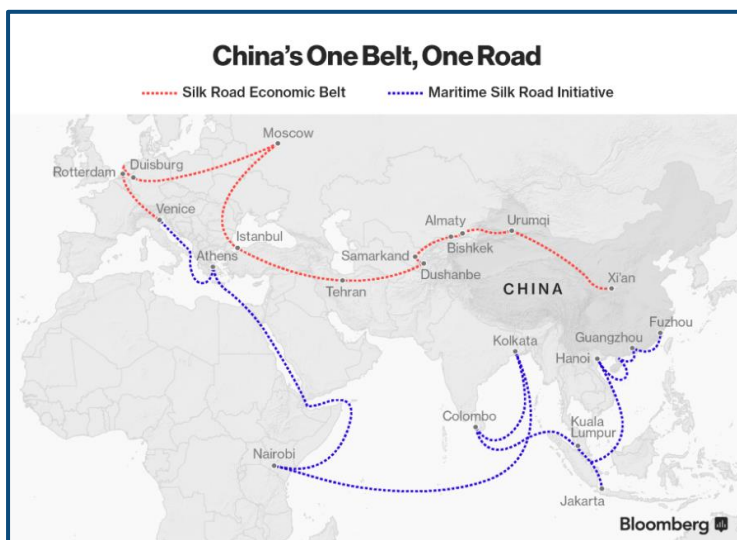 China's One Belt, One Road
Silk Road Economic Belt
Maritime Silk Road Initiative
Moscow
Rotterdam
Duisburg
Venice
Istanbul
Athens
Almaty
Urumqi
Samarkand
Bishkek
Dushanbe
Tehran
CHINA
Xi'an
Fuzhou
Kolkata
Guangzhou
Hanoi
Colombo
Kuala
Lumpur
Nairobi
Jakarta
Bloomberg